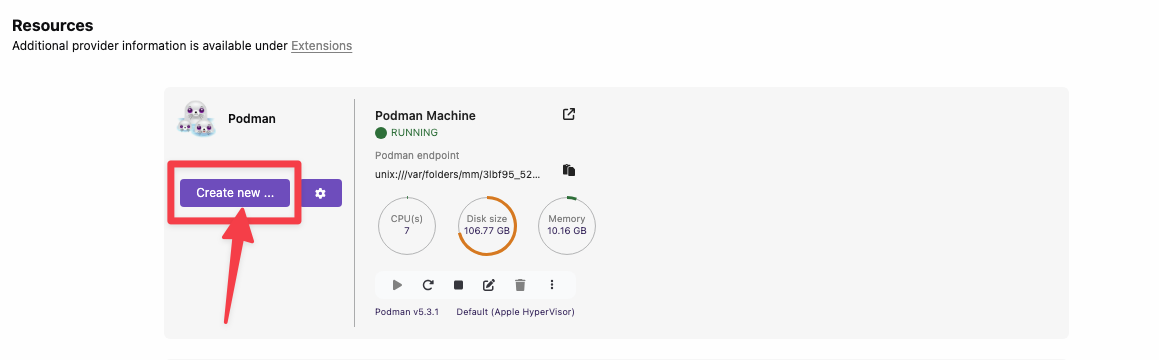 Resources
Additional provider information is available under Extensions
Podman
Create new ...
Podman Machine
RUNNING
Podman endpoint
unix:///var/folders/mm/3lbf95_52...
CPU(s)
7
Disk size
106.77 GB
Memory
10.16 GB
Podman v5.3.1
Default (Apple HyperVisor)